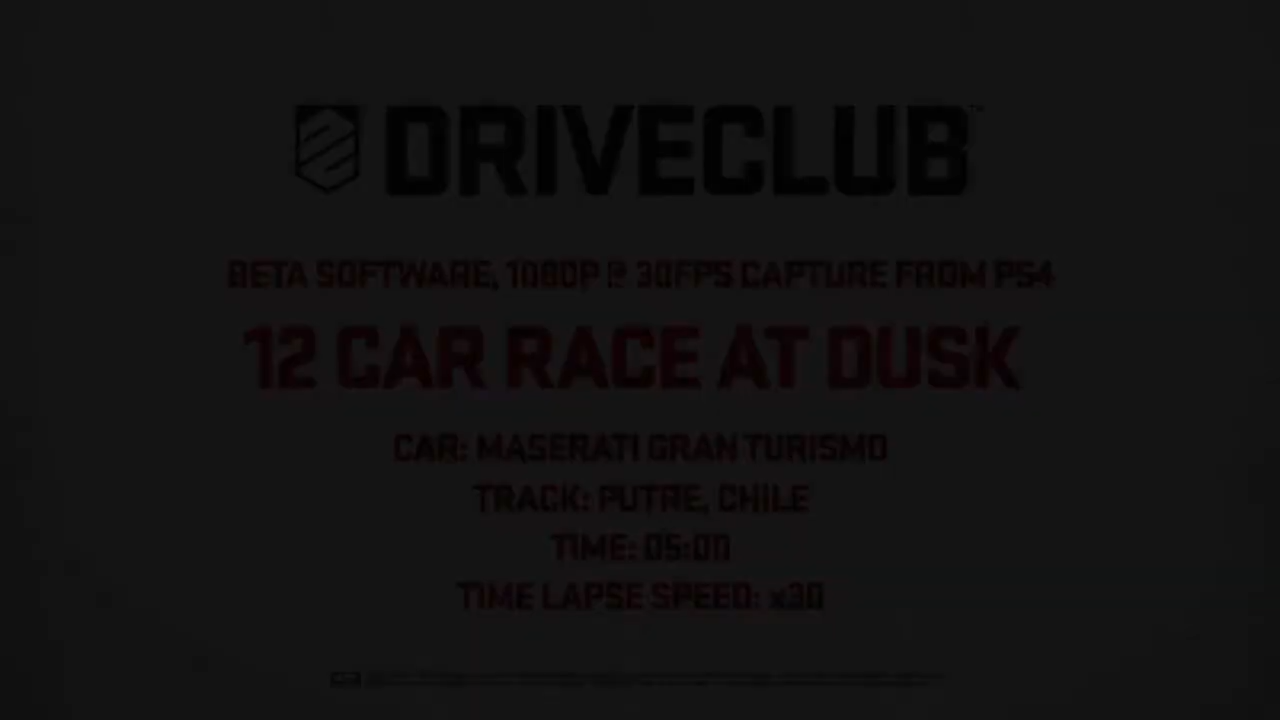 DRIVECLUB™
BETA SOFTWARE, 1080P @ 30FPS CAPTURE FROM PS4
12 CAR RACE AT DUSK
CAR: MASERATI GRAN TURISMO
TRACK: PUTRE, CHILE
TIME: 05:00
TIME LAPSE SPEED: x30